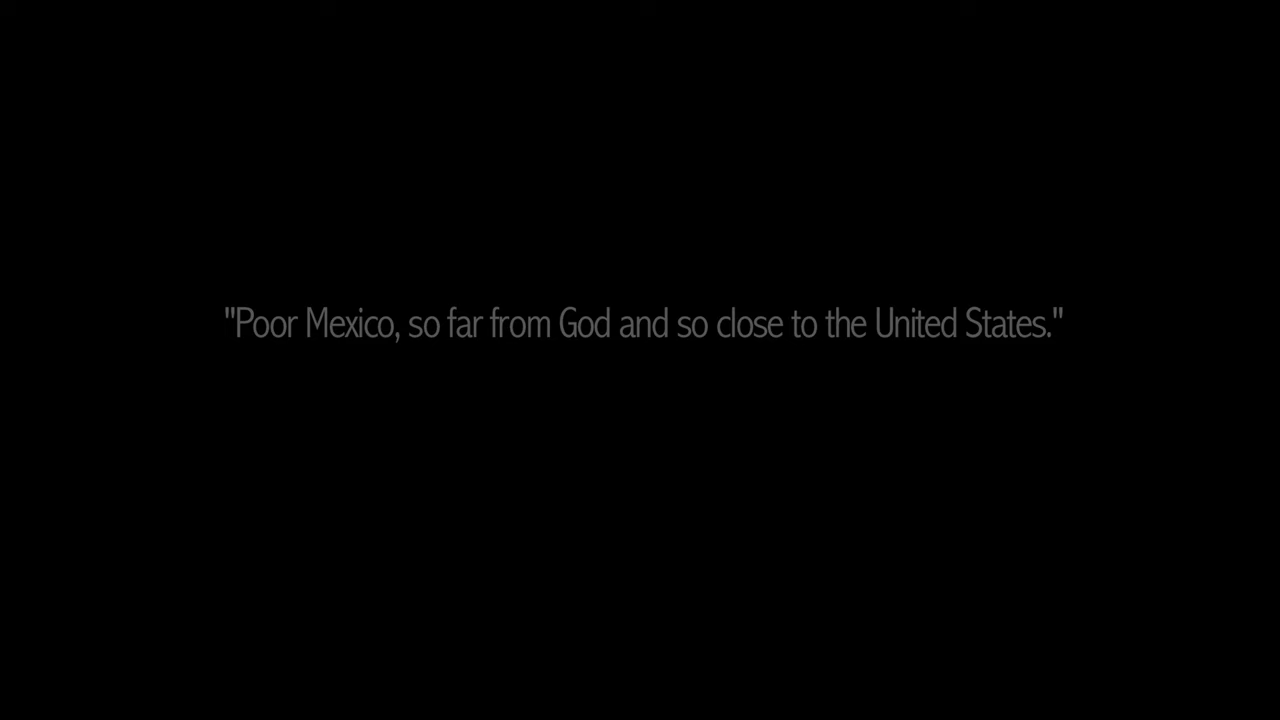 "Poor Mexico, so far from God and so close to the United States."